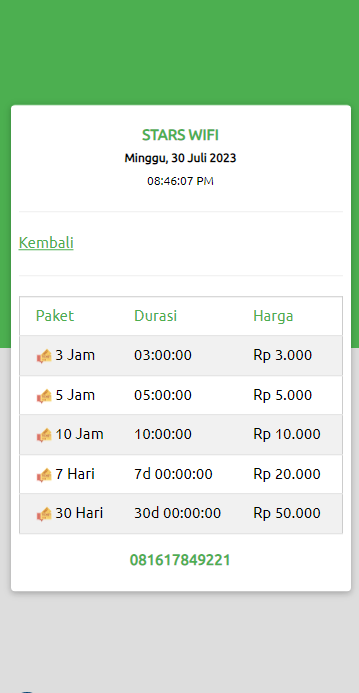 STARS WIFI
Minggu, 30 Juli 2023
08:46:07 PM
Kembali
Paket Durasi Harga
3 Jam 03:00:00 Rp 3.000
5 Jam 05:00:00 Rp 5.000
10 Jam 10:00:00 Rp 10.000
7 Hari 7d 00:00:00 Rp 20.000
30 Hari 30d 00:00:00 Rp 50.000
081617849221